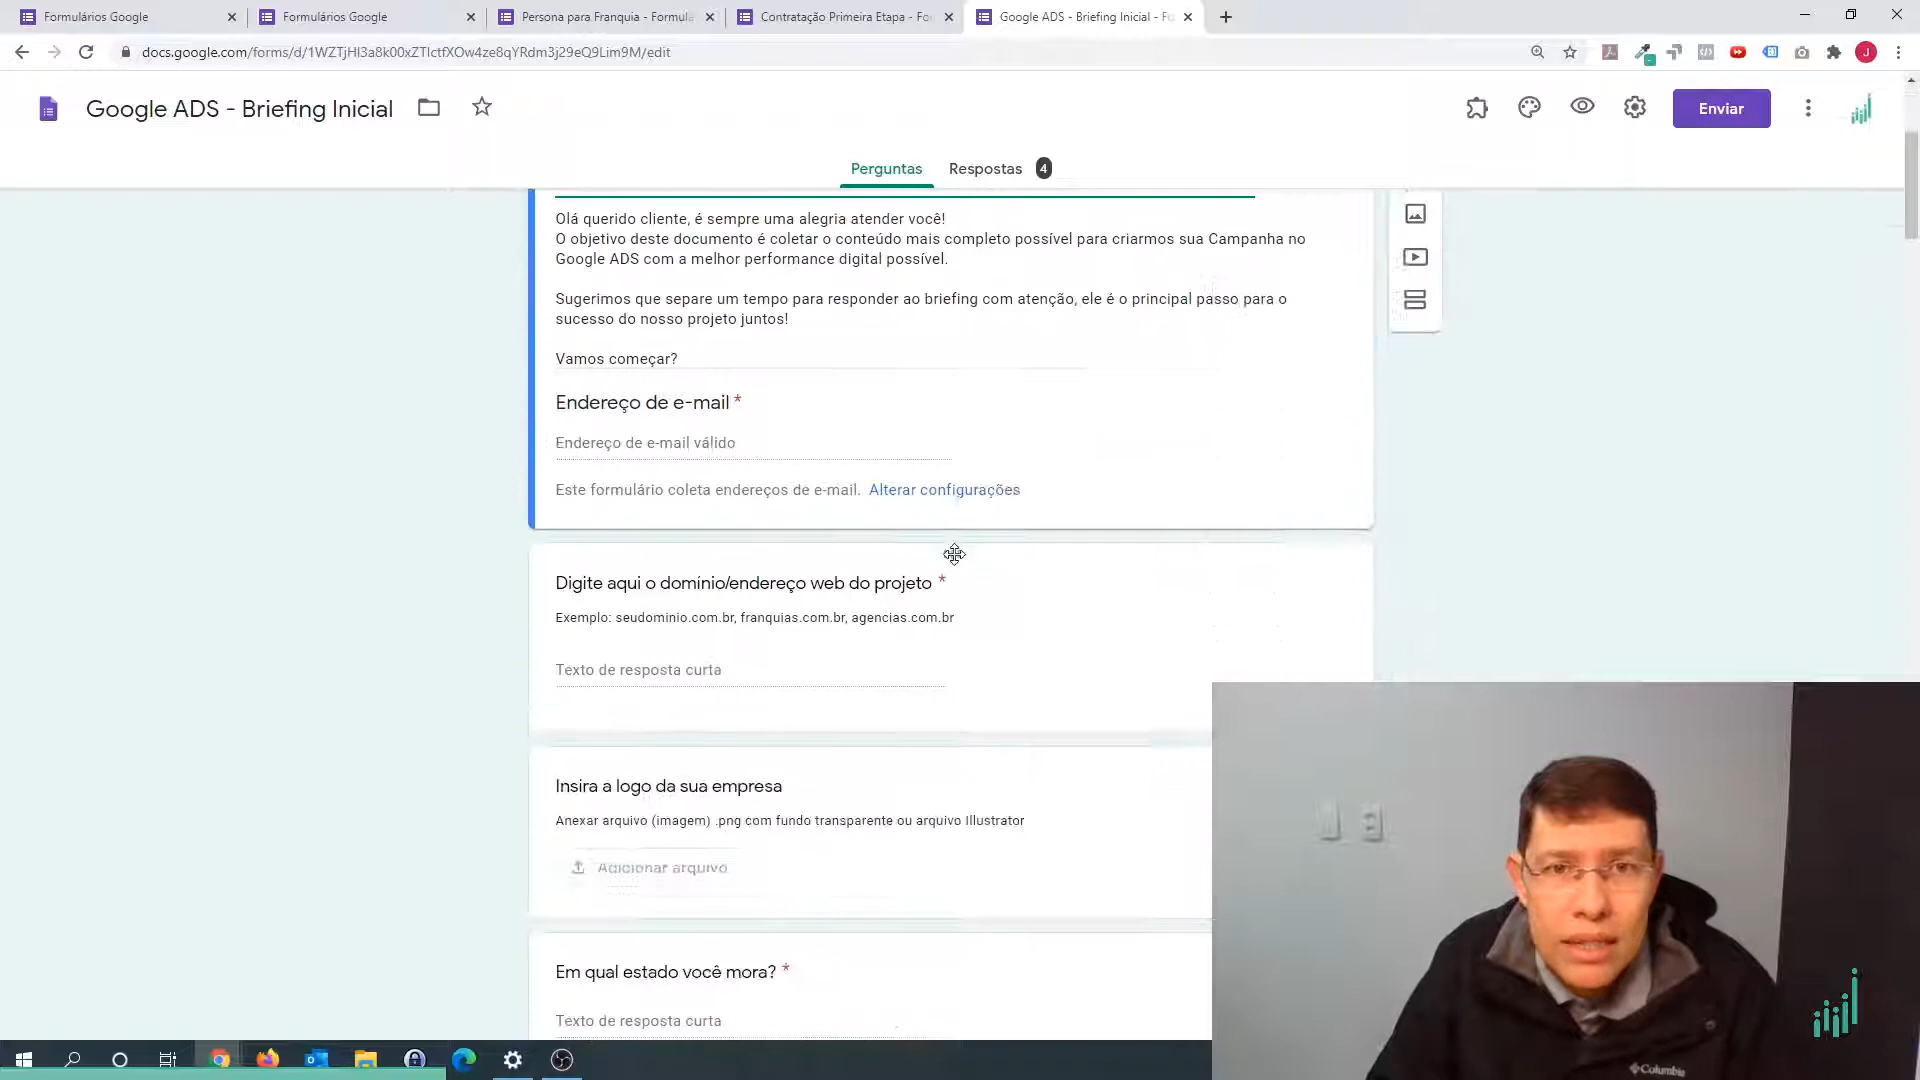 Formulários Google
Formulários Google
Persona para Franquia - Formula
Contratação Primeira Etapa - Fo
Google ADS - Briefing Inicial - Fo
docs.google.com/forms/d/1WZTjHI3a8k00xZTIctfXOw4ze8qYRdm3j29eQ9Lim9M/edit
J
Google ADS - Briefing Inicial
Enviar
Perguntas
Respostas 4
Olá querido cliente, é sempre uma alegria atender você!
O objetivo deste documento é coletar o conteúdo mais completo possível para criarmos sua Campanha no
Google ADS com a melhor performance digital possível.
Sugerimos que separe um tempo para responder ao briefing com atenção, ele é o principal passo para o
sucesso do nosso projeto juntos!
Vamos começar?
Endereço de e-mail *
Endereço de e-mail válido
Este formulário coleta endereços de e-mail. Alterar configurações
Digite aqui o domínio/endereço web do projeto *
Exemplo: seudominio.com.br, franquias.com.br, agencias.com.br
Texto de resposta curta
Insira a logo da sua empresa
Anexar arquivo (imagem) .png com fundo transparente ou arquivo Illustrator
Adicionar arquivo
Em qual estado você mora? *
Texto de resposta curta
Columbia